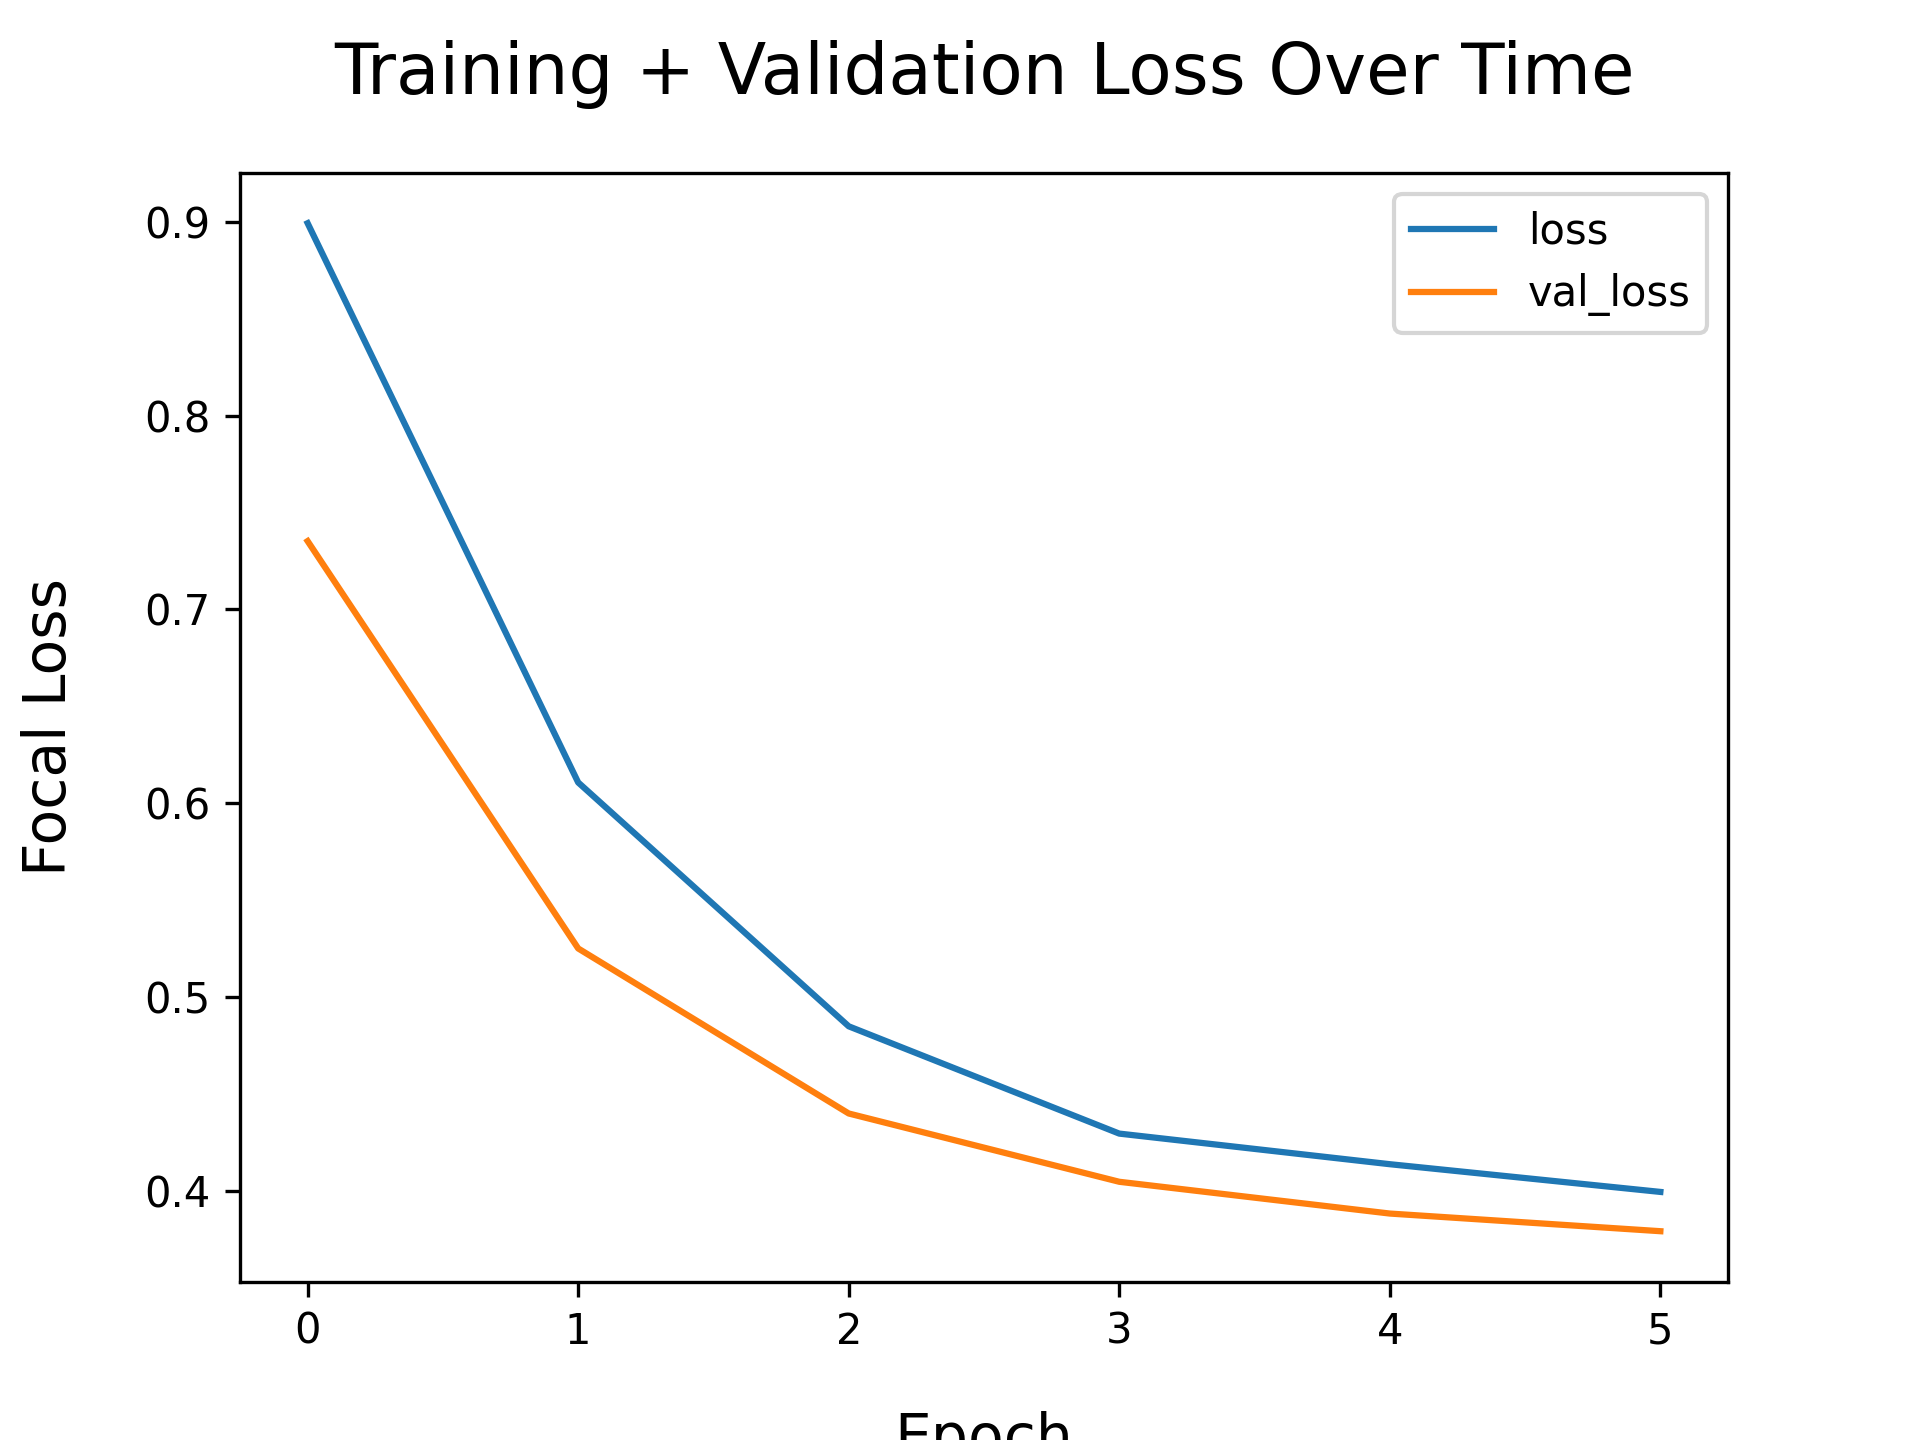 Training + Validation Loss Over Time
loss
val_loss
Focal Loss
0.9
0.8
0.7
0.6
0.5
0.4
0 1 2 3 4 5
Epoch